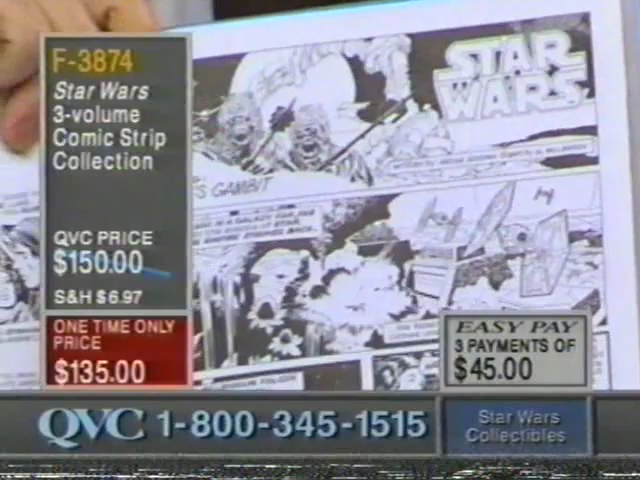 F-3874
Star Wars
3-volume
Comic Strip
Collection
QVC PRICE
$150.00
S&H $6.97
ONE TIME ONLY
PRICE
$135.00
STAR
WARS
S GAMBIT
EASY PAY
3 PAYMENTS OF
$45.00
QVC 1-800-345-1515
Star Wars
Collectibles